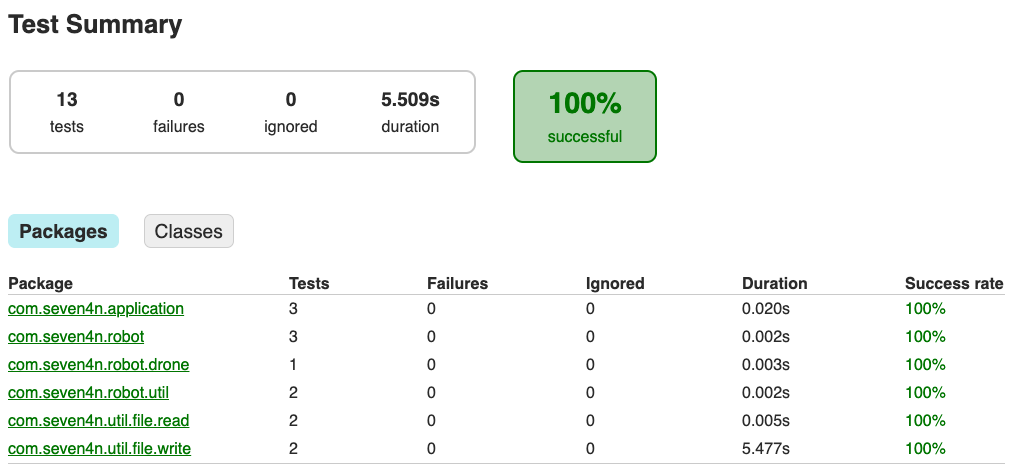 Test Summary
13 0 0 5.509s
tests failures ignored duration
100%
successful
Packages Classes
Package Tests Failures Ignored Duration Success rate
com.seven4n.application 3 0 0 0.020s 100%
com.seven4n.robot 3 0 0 0.002s 100%
com.seven4n.robot.drone 1 0 0 0.003s 100%
com.seven4n.robot.util 2 0 0 0.002s 100%
com.seven4n.util.file.read 2 0 0 0.005s 100%
com.seven4n.util.file.write 2 0 0 5.477s 100%